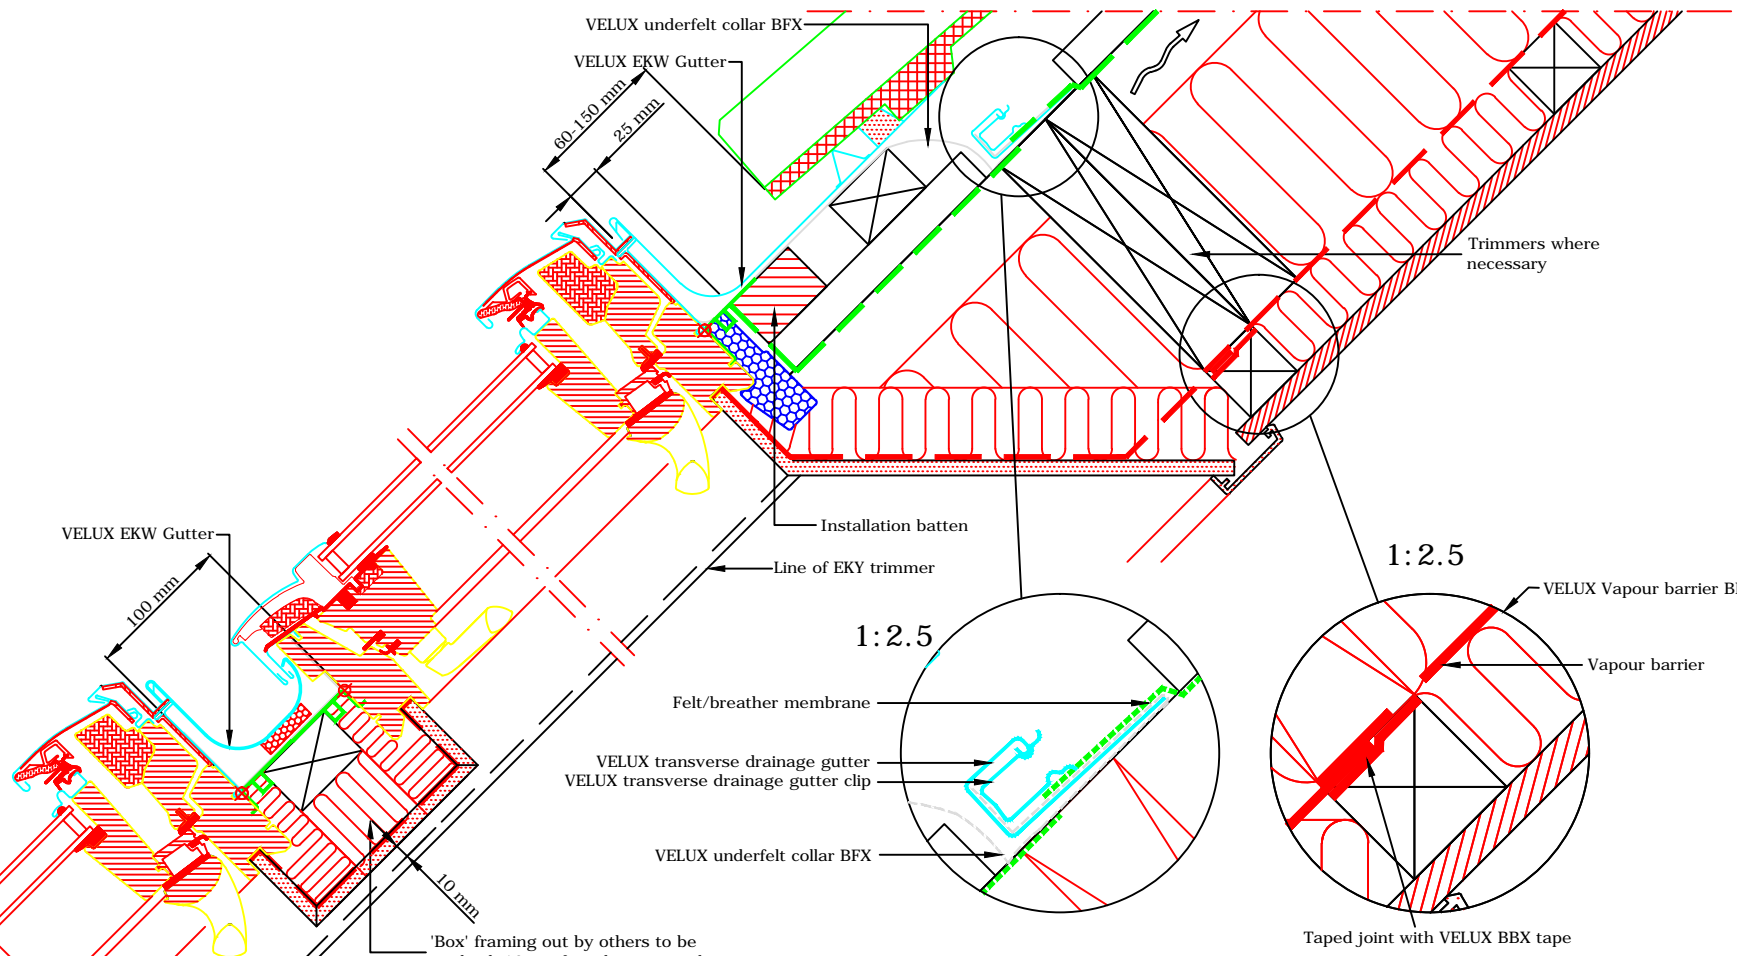 VELUX underfelt collar BFX
VELUX EKW Gutter
60-150 mm
25 mm
Trimmers where
necessary
Installation batten
VELUX EKW Gutter
Line of EKY trimmer
100 mm
1:2.5
1:2.5
VELUX Vapour barrier
Vapour barrier
Felt/breather membrane
VELUX transverse drainage gutter
VELUX transverse drainage gutter clip
VELUX underfelt collar BFX
10 mm
'Box' framing out by others to be
Taped joint with VELUX BBX tape